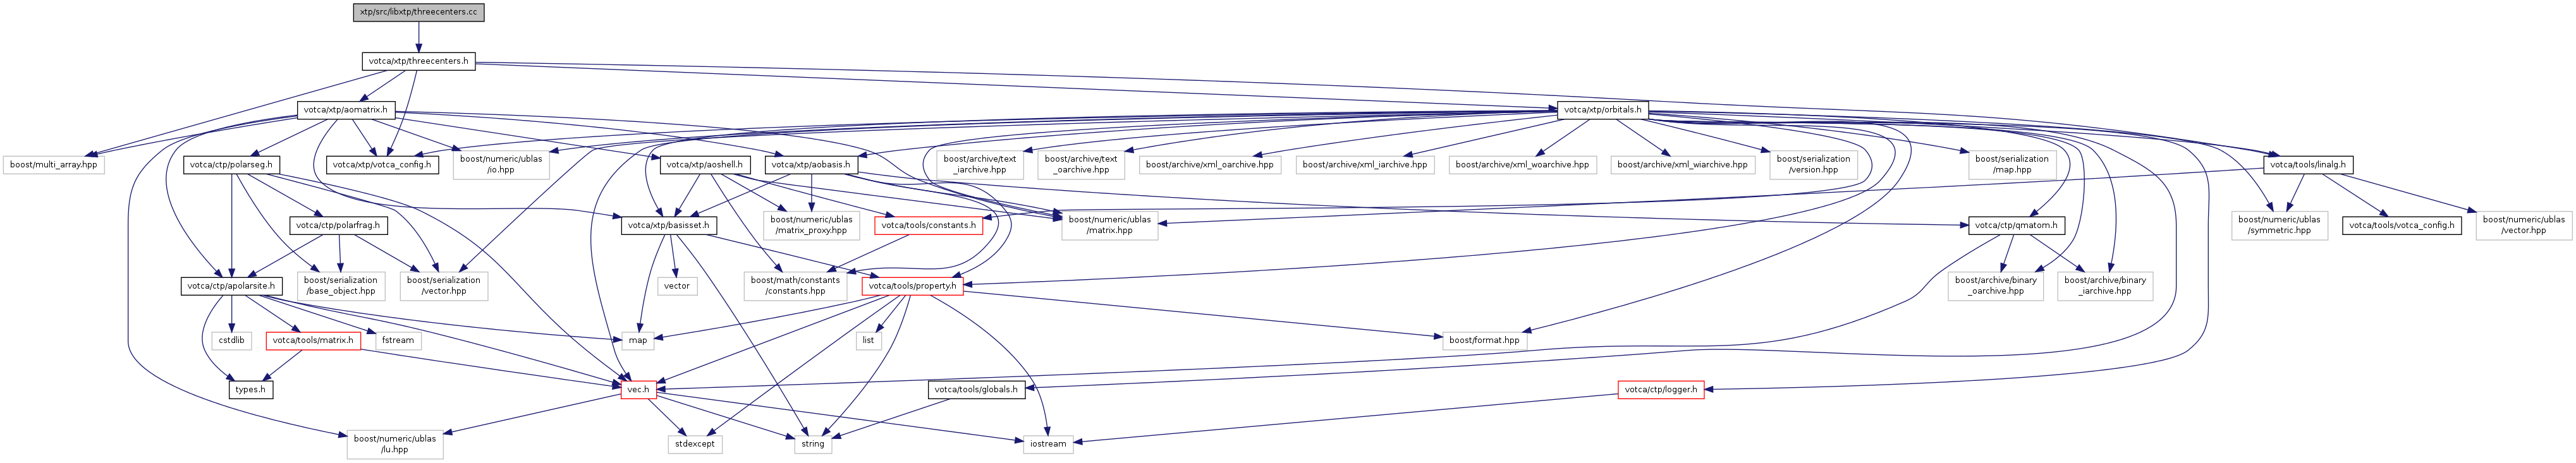 xtp/src/libxtp/threecenters.cc
votca/xtp/threecenters.h
votca/xtp/aomatrix.h
votca/xtp/orbitals.h
boost/multi_array.hpp
votca/ctp/polarseg.h
votca/xtp/votca_config.h
boost/numeric/ublas
/io.hpp
votca/xtp/aoshell.h
votca/xtp/aobasis.h
boost/archive/text
_iarchive.hpp
boost/archive/text
_oarchive.hpp
boost/archive/xml_oarchive.hpp
boost/archive/xml_iarchive.hpp
boost/archive/xml_woarchive.hpp
boost/archive/xml_wiarchive.hpp
boost/serialization
/version.hpp
boost/serialization
/map.hpp
votca/tools/linalg.h
votca/ctp/polarfrag.h
votca/xtp/basisset.h
boost/numeric/ublas
/matrix_proxy.hpp
votca/tools/constants.h
boost/numeric/ublas
/matrix.hpp
votca/ctp/qmatom.h
boost/numeric/ublas
/symmetric.hpp
votca/tools/votca_config.h
boost/numeric/ublas
/vector.hpp
votca/ctp/apolarsite.h
boost/serialization
/base_object.hpp
boost/serialization
/vector.hpp
vector
boost/math/constants
/constants.hpp
votca/tools/property.h
boost/archive/binary
_oarchive.hpp
boost/archive/binary
_iarchive.hpp
cstdlib
votca/tools/matrix.h
fstream
map
list
boost/format.hpp
types.h
vec.h
votca/tools/globals.h
votca/ctp/logger.h
boost/numeric/ublas
/lu.hpp
stdexcept
string
iostream